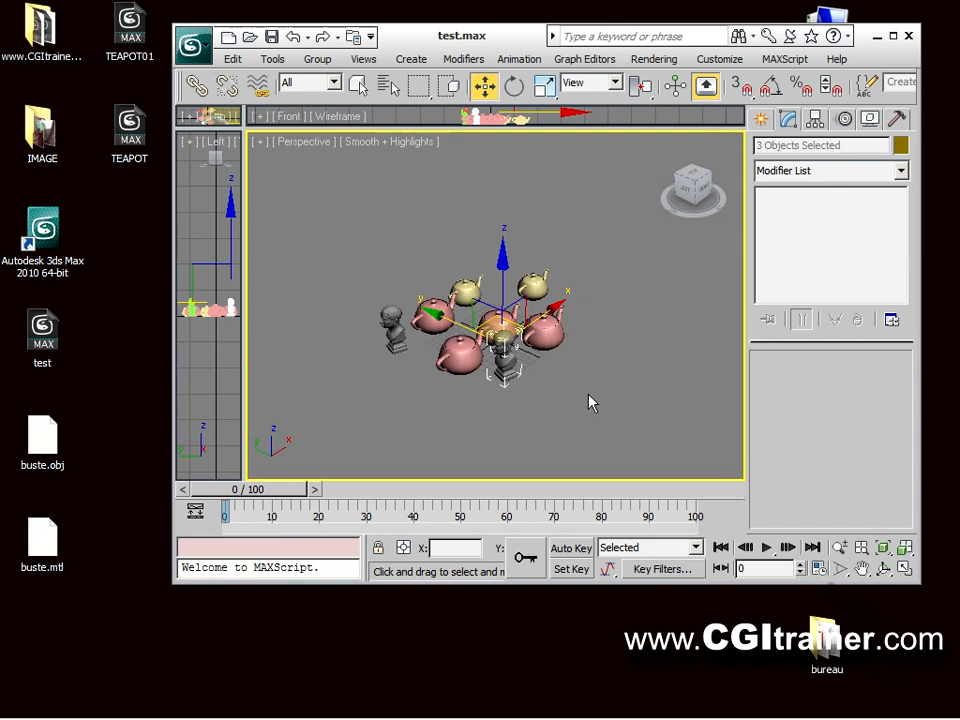 www.CGItraine...
TEAPOT01
IMAGE
TEAPOT
Autodesk 3ds Max
2010 64-bit
MAX
test
buste.obj
buste.mtl
test.max
Type a keyword or phrase
Edit Tools Group Views Create Modifiers Animation Graph Editors Rendering Customize MAXScript Help
All
View
3
ABC
Create
[ + ] [ Front ] [ Wireframe ]
[ + ] [ Left ] [
[ + ] [ Perspective ] [ Smooth + Highlights ]
3 Objects Selected
Modifier List
z
z
y
x
z
y
x
z
y
x
< 0 / 100 >
0 10 20 30 40 50 60 70 80 90 100
X:
Y:
Auto Key
Selected
Welcome to MAXScript.
Click and drag to select and m
Set Key
Key Filters...
0
www.CGItrainer.com
bureau